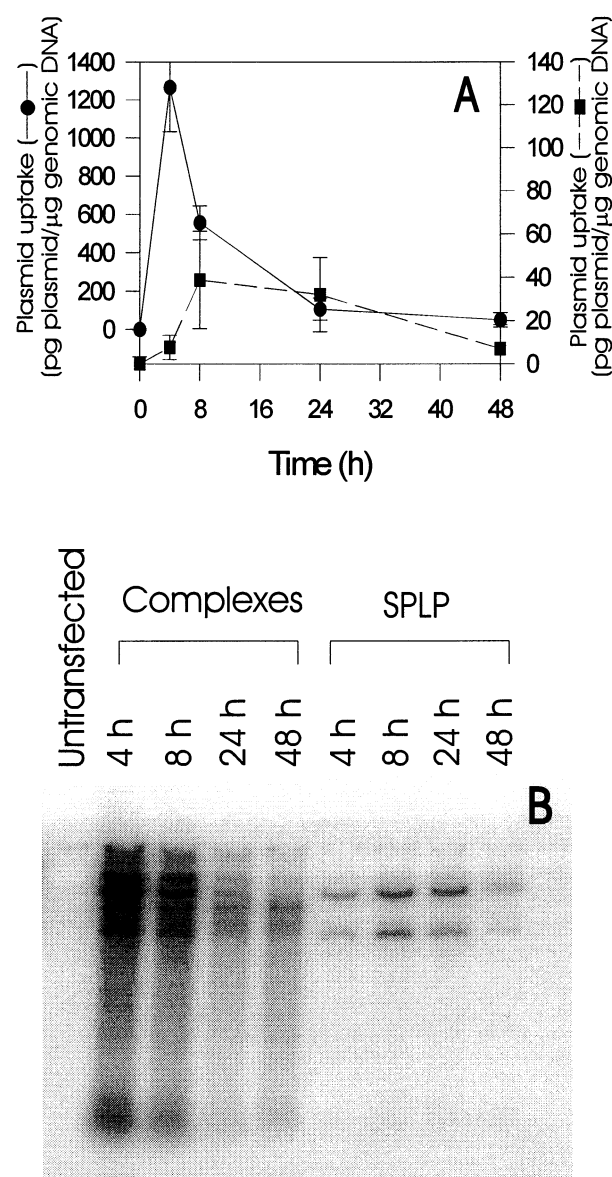 Plasmid uptake (—●—)
(pg plasmid/µg genomic DNA)
1400
1200
1000
800
600
400
200
0
A
140
120
100
80
60
40
20
0
Plasmid uptake (—■—)
(pg plasmid/µg genomic DNA)
0 8 16 24 32 40 48
Time (h)
Untransfected
Complexes
SPLP
4 h 8 h 24 h 48 h 4 h 8 h 24 h 48 h
B